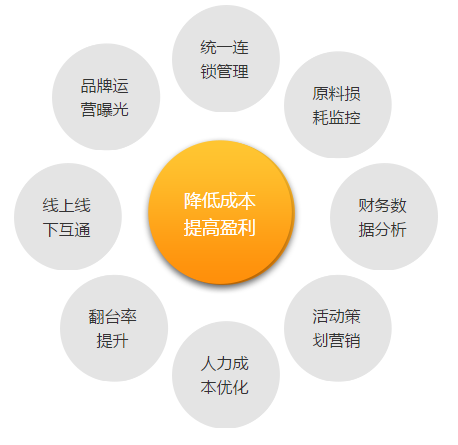 统一连
锁管理
品牌运
营曝光
原料损
耗监控
线上线
下互通
降低成本
提高盈利
财务数
据分析
翻台率
提升
活动策
划营销
人力成
本优化